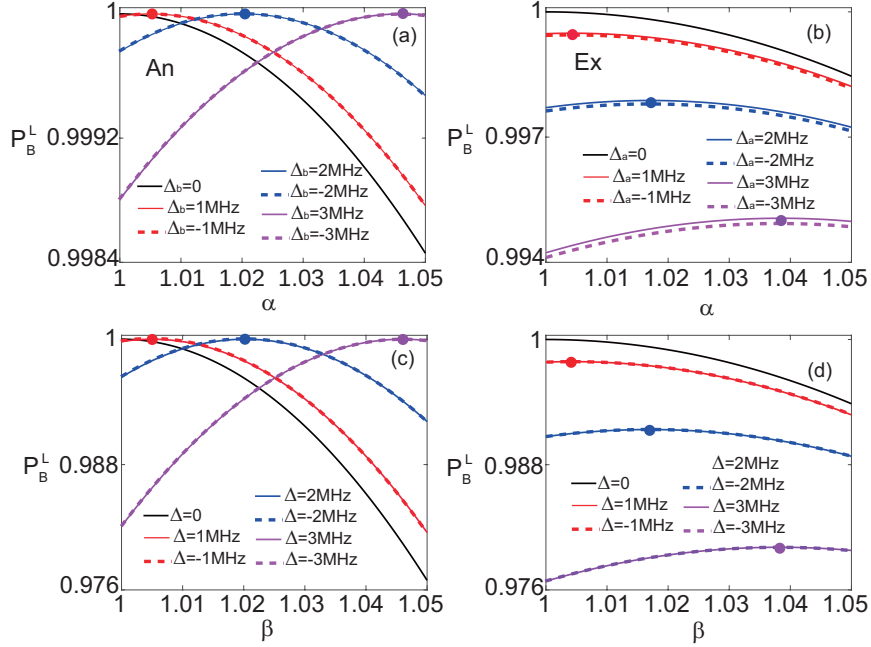 1
(a)
An
P_B^L
0.9992
Δb=0
Δb=1MHz
Δb=-1MHz
Δb=2MHz
Δb=-2MHz
Δb=3MHz
Δb=-3MHz
0.9984
1 1.01 1.02 1.03 1.04 1.05
α
1
(b)
Ex
0.997
Δa=0
Δa=1MHz
Δa=-1MHz
Δa=2MHz
Δa=-2MHz
Δa=3MHz
Δa=-3MHz
0.994
1 1.01 1.02 1.03 1.04 1.05
α
1
(c)
P_B^L
0.988
Δ=0
Δ=1MHz
Δ=-1MHz
Δ=2MHz
Δ=-2MHz
Δ=3MHz
Δ=-3MHz
0.976
1 1.01 1.02 1.03 1.04 1.05
β
1
(d)
P_B^L
0.988
Δ=0
Δ=1MHz
Δ=-1MHz
Δ=2MHz
Δ=-2MHz
Δ=3MHz
Δ=-3MHz
0.976
1 1.01 1.02 1.03 1.04 1.05
β